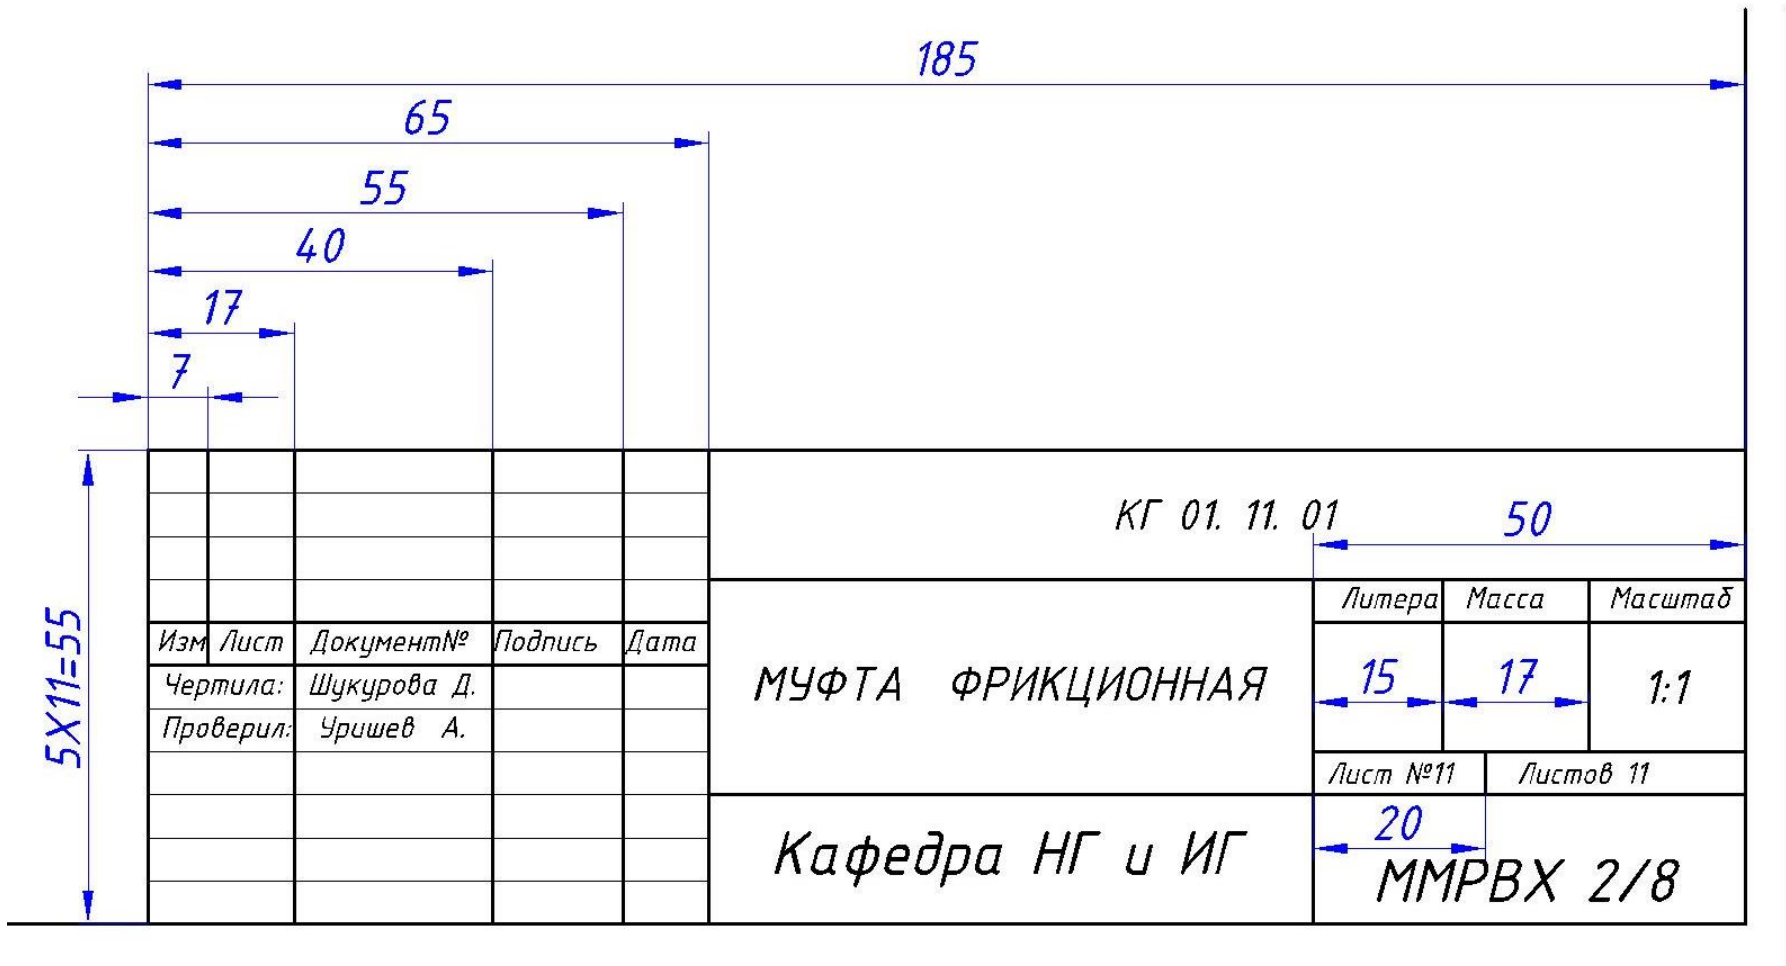 185
65
55
40
17
7
КГ 01. 11. 01
50
Литера Масса Масштаб
5X11=55
Изм Лист Документ№ Подпись Дата
МУФТА ФРИКЦИОННАЯ
15 17 1:1
Чертила: Шукурова Д.
Проверил: Уришев А.
Лист №11 Листов 11
20
Кафедра НГ и ИГ
ММРВХ 2/8